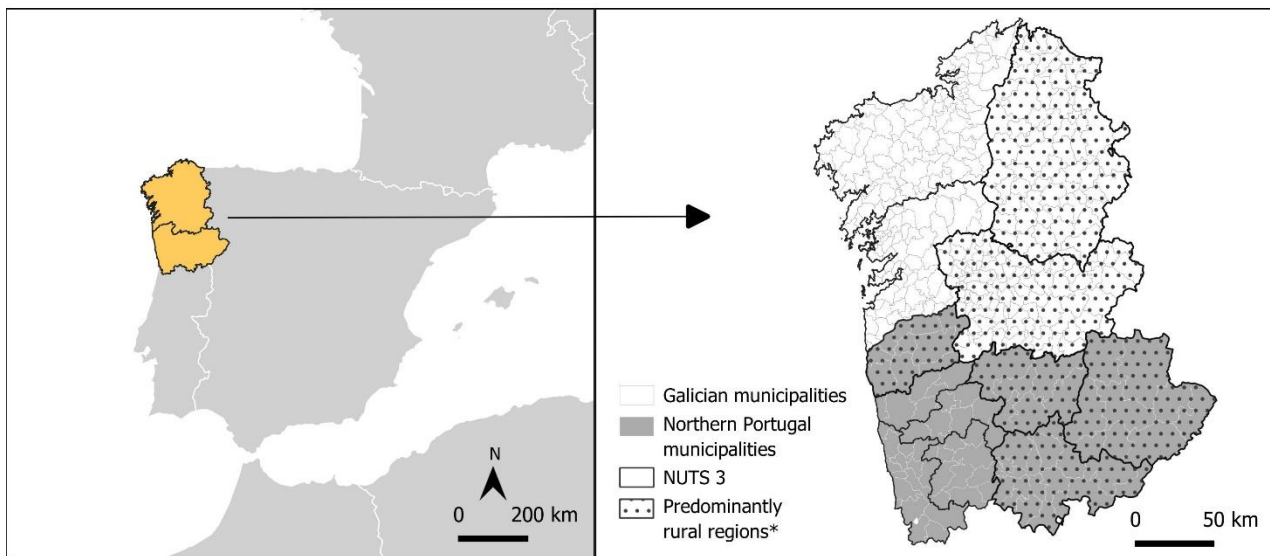 N
0 200 km
Galician municipalities
Northern Portugal
municipalities
NUTS 3
Predominantly
rural regions*
0 50 km